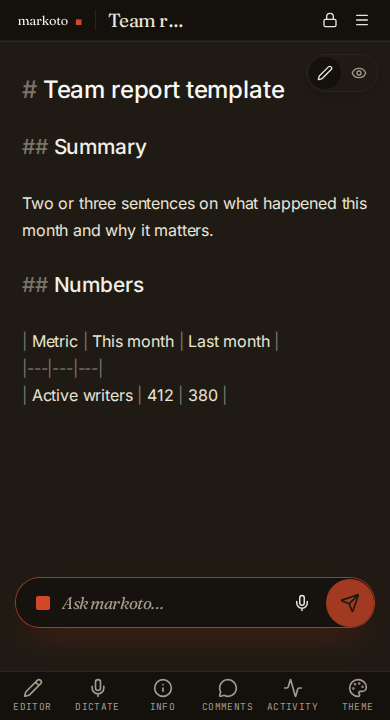 markoto
Team r...
# Team report template
## Summary
Two or three sentences on what happened this
month and why it matters.
## Numbers
| Metric | This month | Last month |
|---|---|---|
| Active writers | 412 | 380 |
Ask markoto...
EDITOR DICTATE INFO COMMENTS ACTIVITY THEME